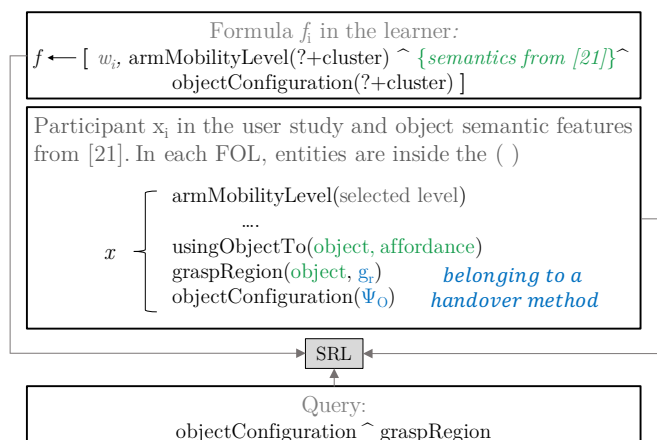 Formula fᵢ in the learner:
f ← [ wᵢ, armMobilityLevel(?+cluster) ^ {semantics from [21]}^
objectConfiguration(?+cluster) ]
Participant xᵢ in the user study and object semantic features
from [21]. In each FOL, entities are inside the ( )
armMobilityLevel(selected level)
....
x
usingObjectTo(object, affordance)
graspRegion(object, gᵣ)
objectConfiguration(Ψ_O)
belonging to a
handover method
SRL
Query:
objectConfiguration ^ graspRegion